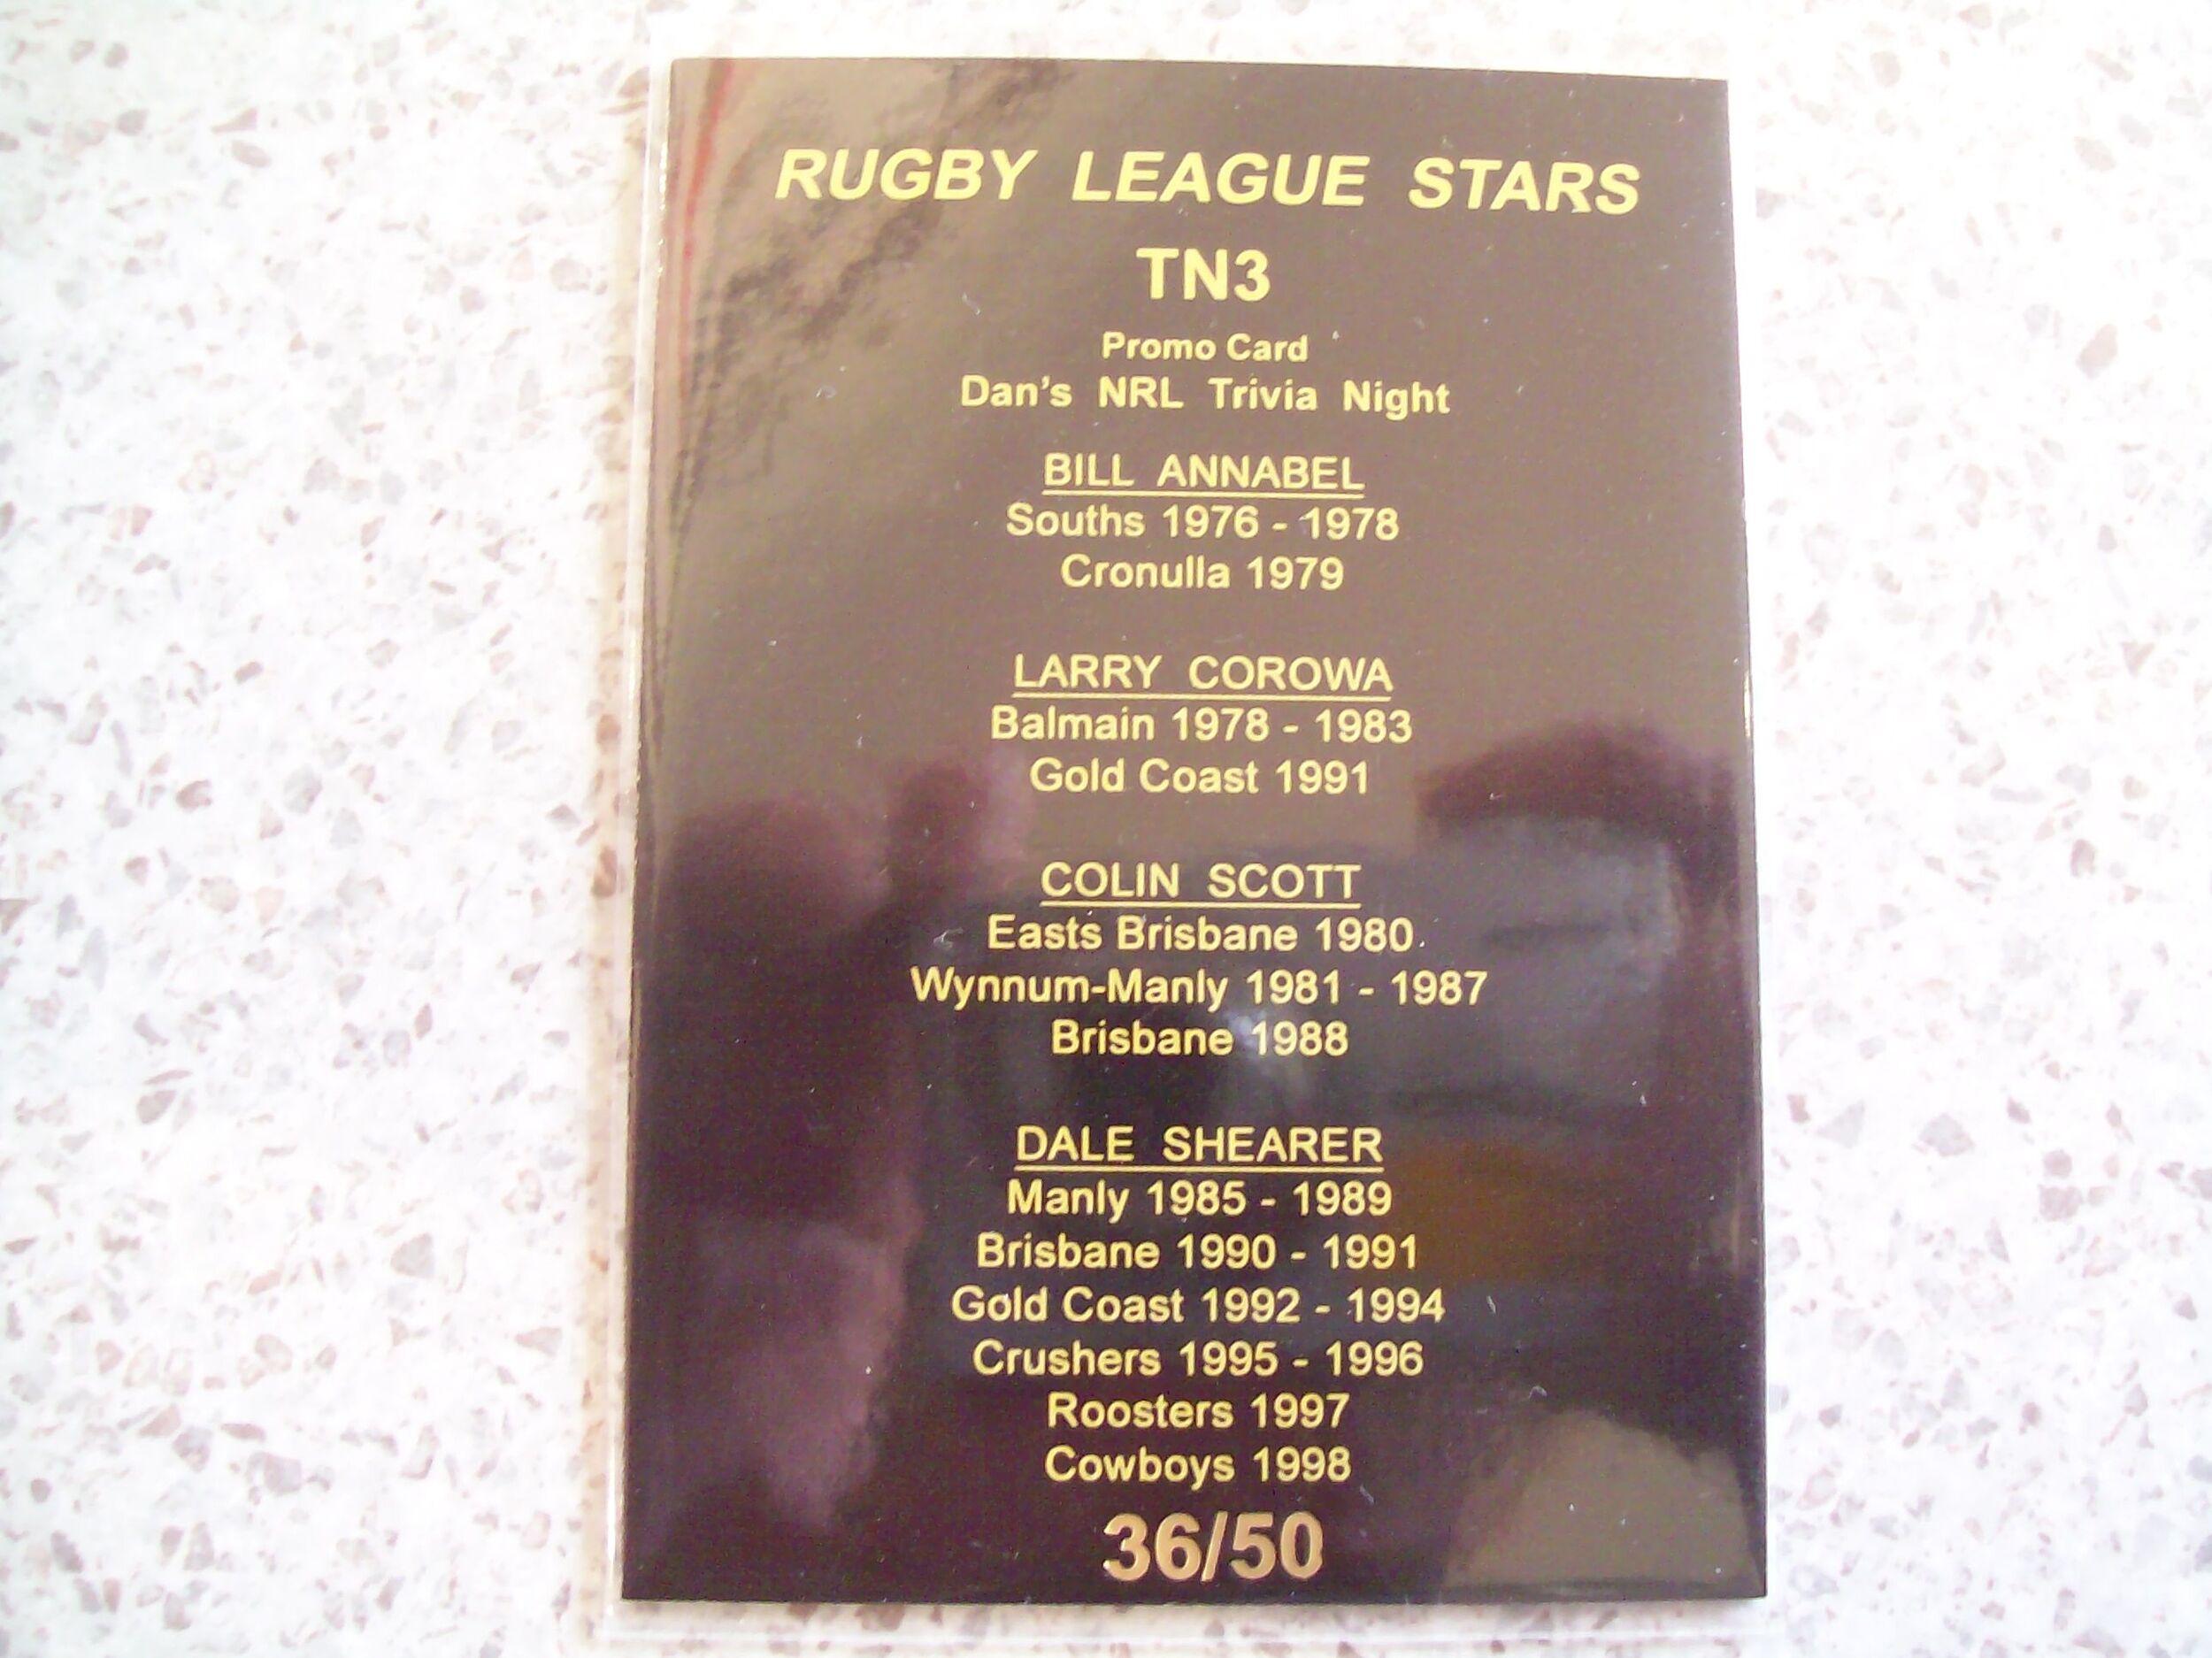 RUGBY LEAGUE STARS
TN3
Promo Card
Dan's NRL Trivia Night
BILL ANNABEL
Souths 1976 - 1978
Cronulla 1979
LARRY COROWA
Balmain 1978 - 1983
Gold Coast 1991
COLIN SCOTT
Easts Brisbane 1980
Wynnum-Manly 1981 - 1987
Brisbane 1988
DALE SHEARER
Manly 1985 - 1989
Brisbane 1990 - 1991
Gold Coast 1992 - 1994
Crushers 1995 - 1996
Roosters 1997
Cowboys 1998
36/50